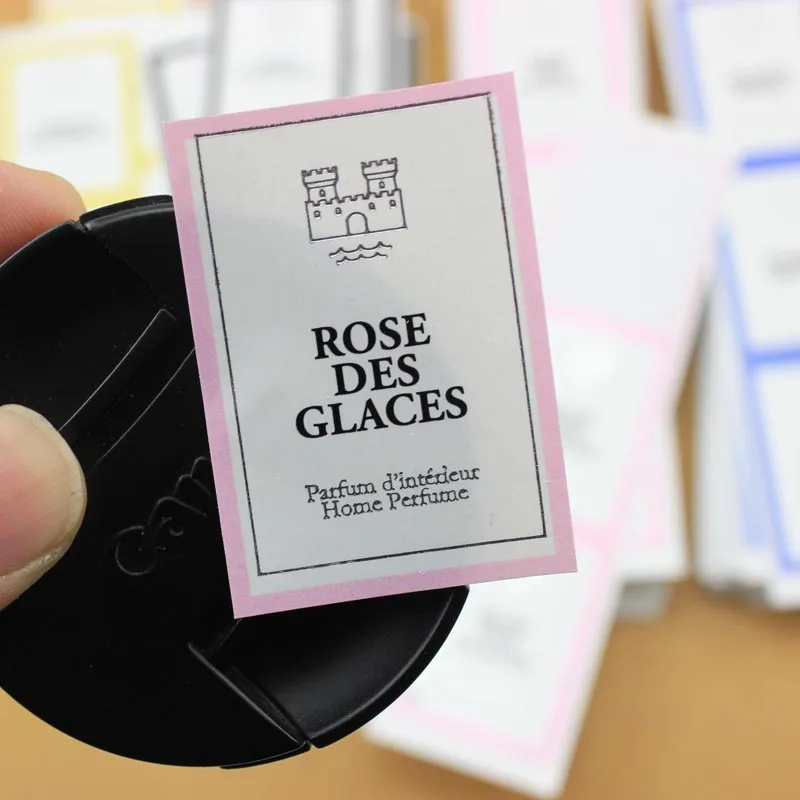 ROSE
DES
GLACES
Parfum d'intérieur
Home Perfume